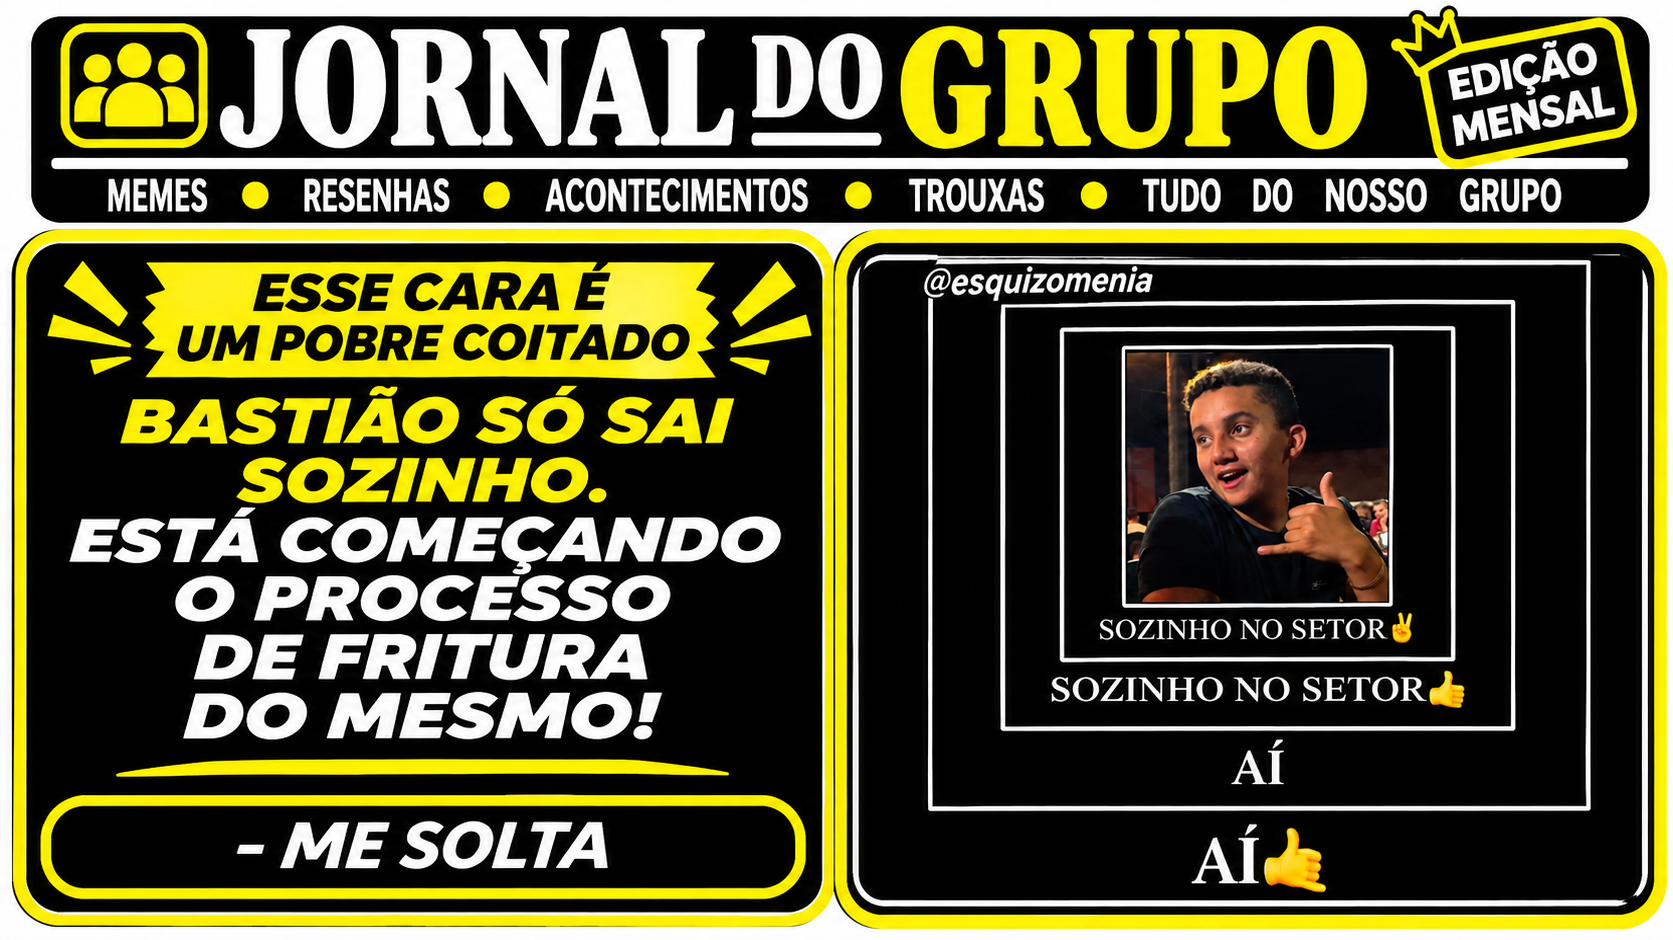 JORNAL DO GRUPO
EDIÇÃO
MENSAL
MEMES • RESENHAS • ACONTECIMENTOS • TROUXAS • TUDO DO NOSSO GRUPO
ESSE CARA É
UM POBRE COITADO
BASTIÃO SÓ SAI
SOZINHO.
ESTÁ COMEÇANDO
O PROCESSO
DE FRITURA
DO MESMO!
- ME SOLTA
@esquizomenia
SOZINHO NO SETOR✌️
SOZINHO NO SETOR👍
AÍ
AÍ🤙